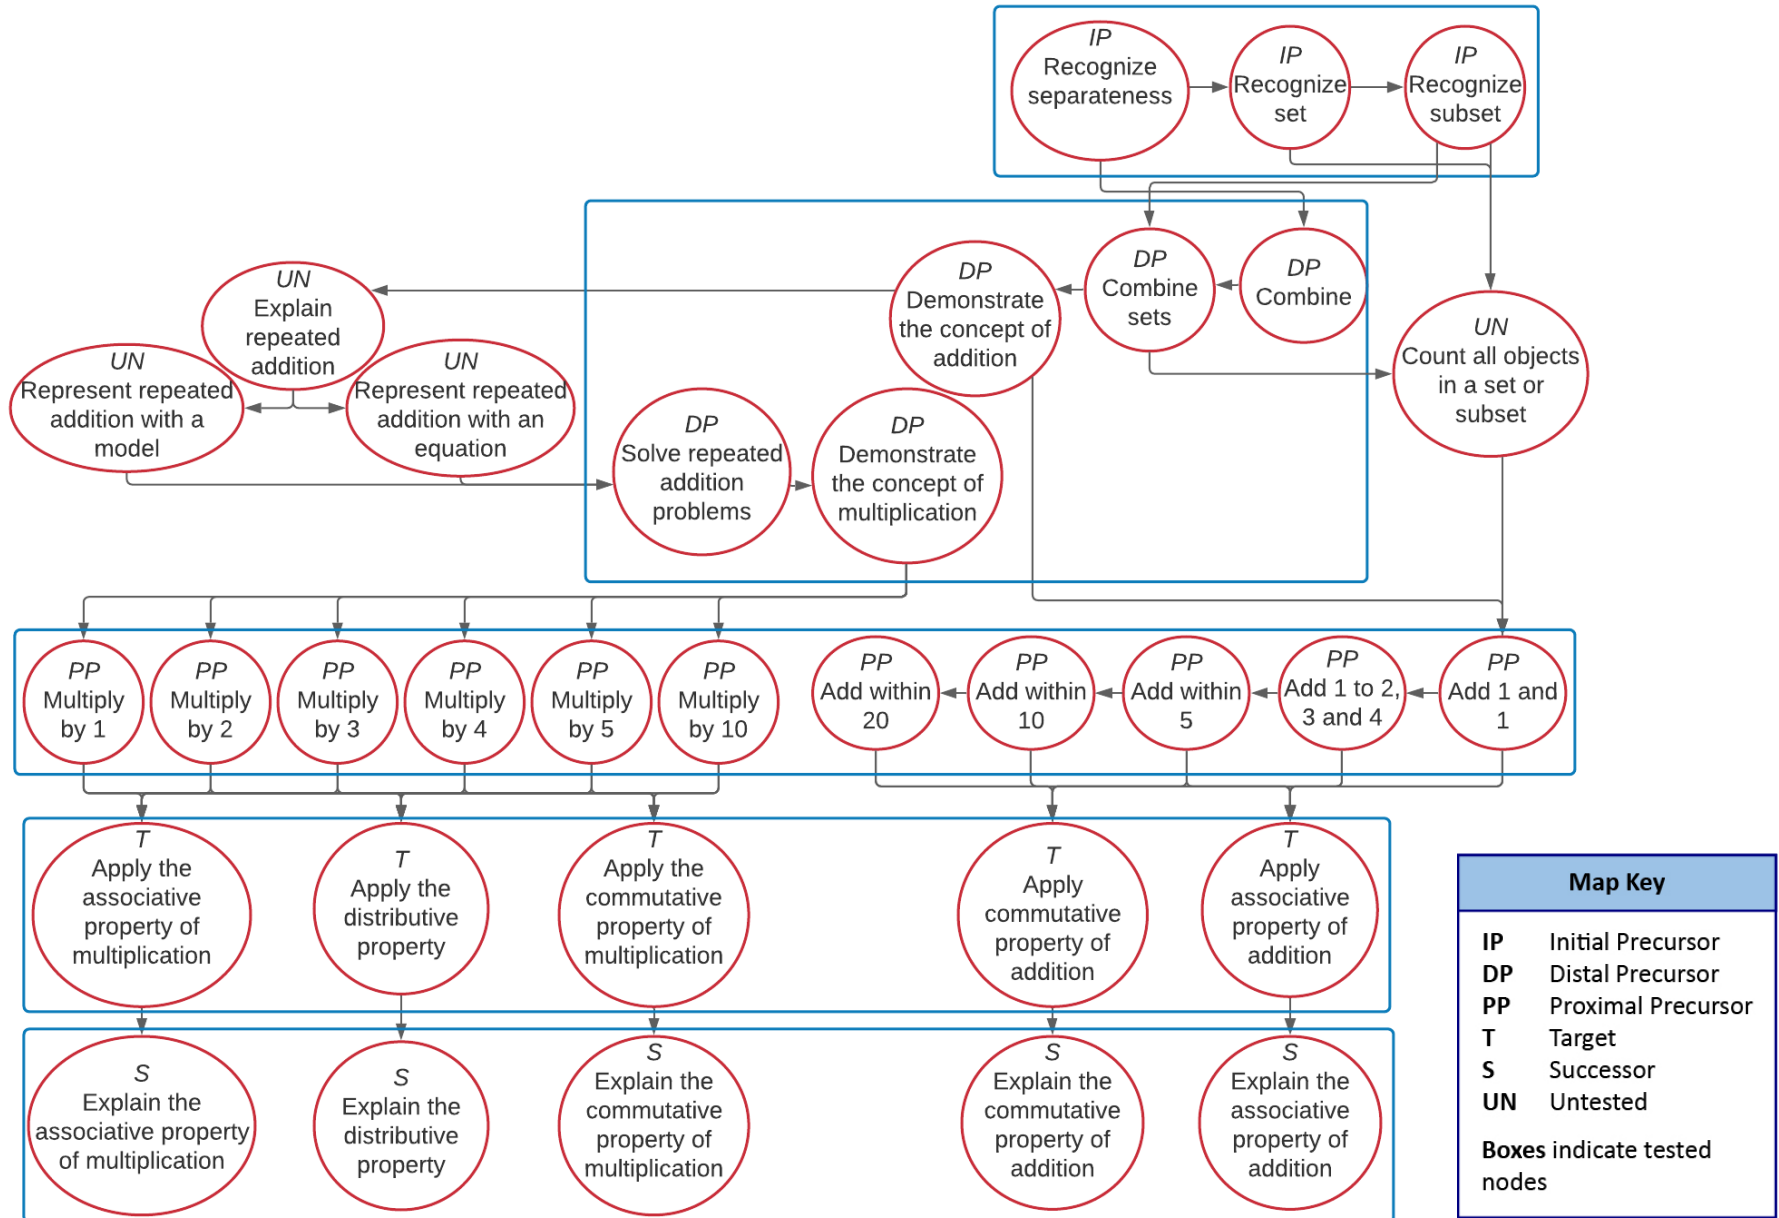 IP
Recognize
separateness
IP
Recognize
set
IP
Recognize
subset
DP
Demonstrate
the concept of
addition
DP
Combine
sets
DP
Combine
UN
Explain
repeated
addition
UN
Represent repeated
addition with a
model
UN
Represent repeated
addition with an
equation
UN
Count all objects
in a set or
subset
DP
Solve repeated
addition
problems
DP
Demonstrate
the concept of
multiplication
PP
Multiply
by 1
PP
Multiply
by 2
PP
Multiply
by 3
PP
Multiply
by 4
PP
Multiply
by 5
PP
Multiply
by 10
PP
Add within
20
PP
Add within
10
PP
Add within
5
PP
Add 1 to 2,
3 and 4
PP
Add 1 and
1
T
Apply the
associative
property of
multiplication
T
Apply the
distributive
property
T
Apply the
commutative
property of
multiplication
T
Apply
commutative
property of
addition
T
Apply
associative
property of
addition
S
Explain the
associative property
of multiplication
S
Explain the
distributive
property
S
Explain the
commutative
property of
multiplication
S
Explain the
commutative
property of
addition
S
Explain the
associative
property of
addition
Map Key
IP Initial Precursor
DP Distal Precursor
PP Proximal Precursor
T Target
S Successor
UN Untested
Boxes indicate tested
nodes